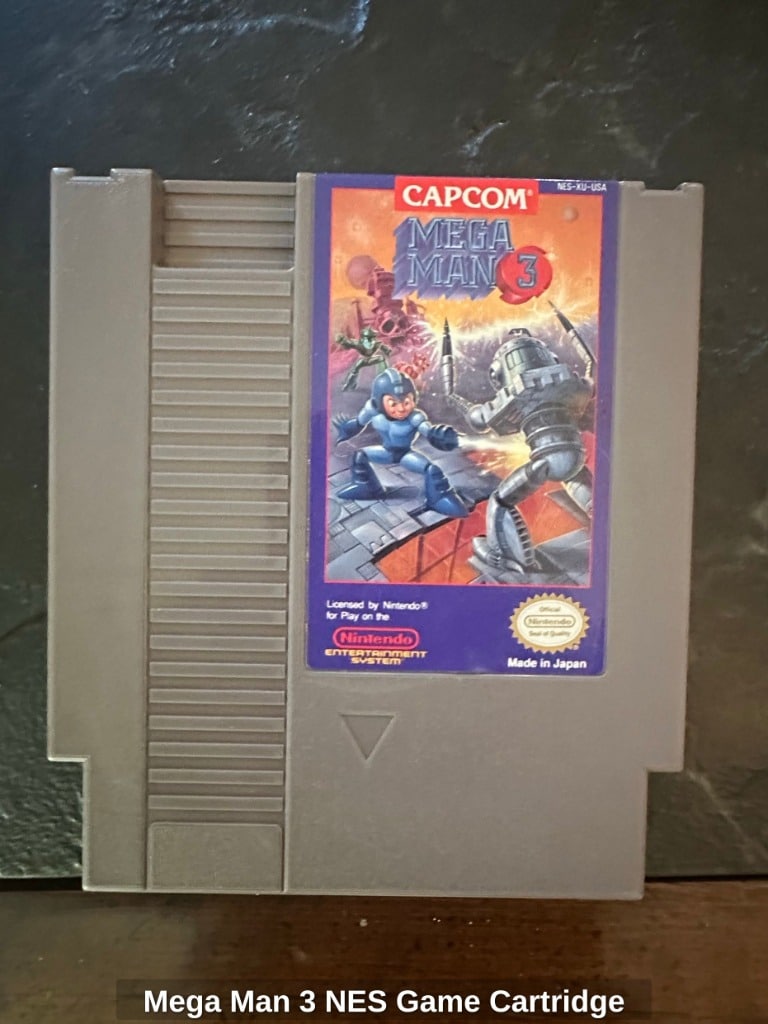 CAPCOM®
NES-XU-USA
MEGA
MAN 3
Licensed by Nintendo®
for Play on the
Nintendo
ENTERTAINMENT
SYSTEM™
Official
Nintendo
Seal of Quality
Made in Japan
Mega Man 3 NES Game Cartridge